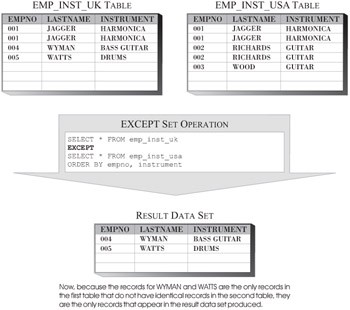 EMP_INST_UK TABLE
EMPNO LASTNAME INSTRUMENT
001 JAGGER HARMONICA
001 JAGGER HARMONICA
004 WYMAN BASS GUITAR
005 WATTS DRUMS
EMP_INST_USA TABLE
EMPNO LASTNAME INSTRUMENT
001 JAGGER HARMONICA
001 JAGGER HARMONICA
002 RICHARDS GUITAR
002 RICHARDS GUITAR
003 WOOD GUITAR
EXCEPT SET OPERATION
SELECT * FROM emp_inst_uk
EXCEPT
SELECT * FROM emp_inst_usa
ORDER BY empno, instrument
RESULT DATA SET
EMPNO LASTNAME INSTRUMENT
004 WYMAN BASS GUITAR
005 WATTS DRUMS
Now, because the records for WYMAN and WATTS are the only records in
the first table that do not have identical records in the second table, they
are the only records that appear in the result data set produced.